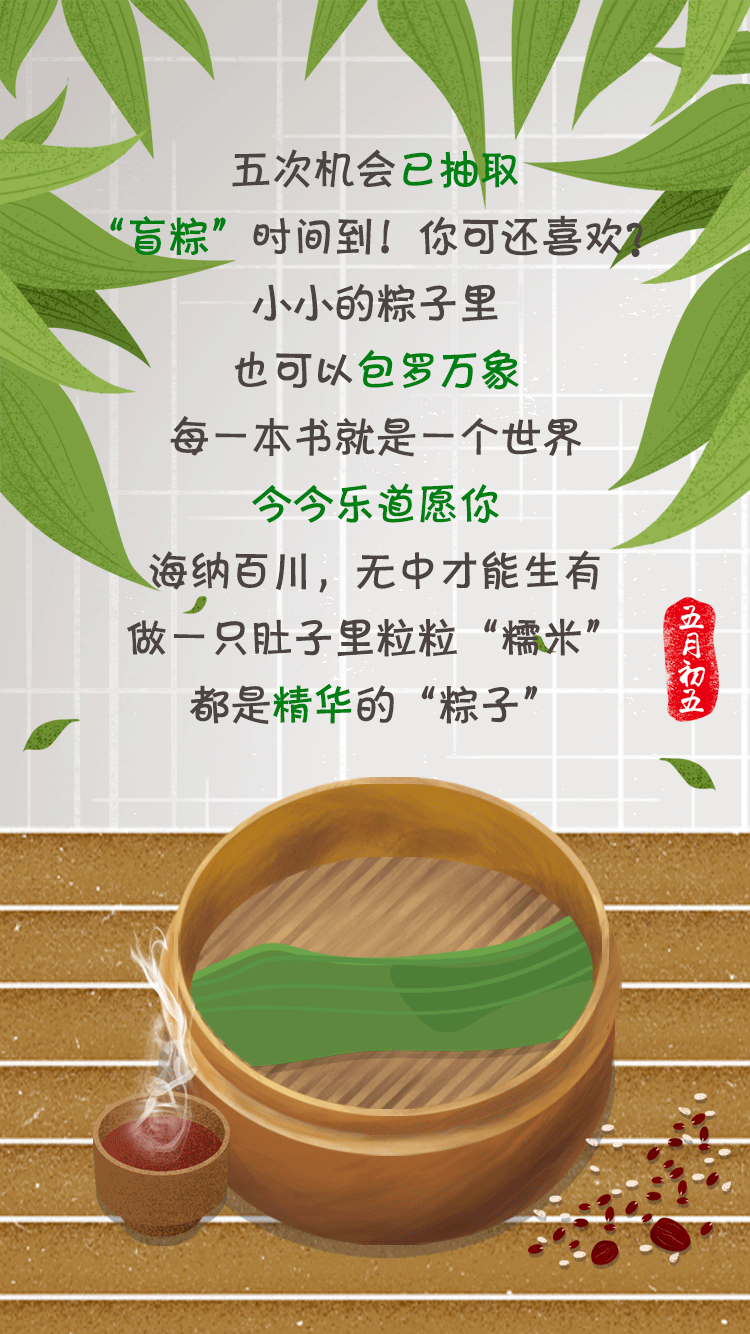 五次机会已抽取
“盲粽”时间到！你可还喜欢？
小小的粽子里
也可以包罗万象
每一本书就是一个世界
今今乐道愿你
海纳百川，无中才能生有
做一只肚子里粒粒“糯米”
都是精华的“粽子”
五月初五